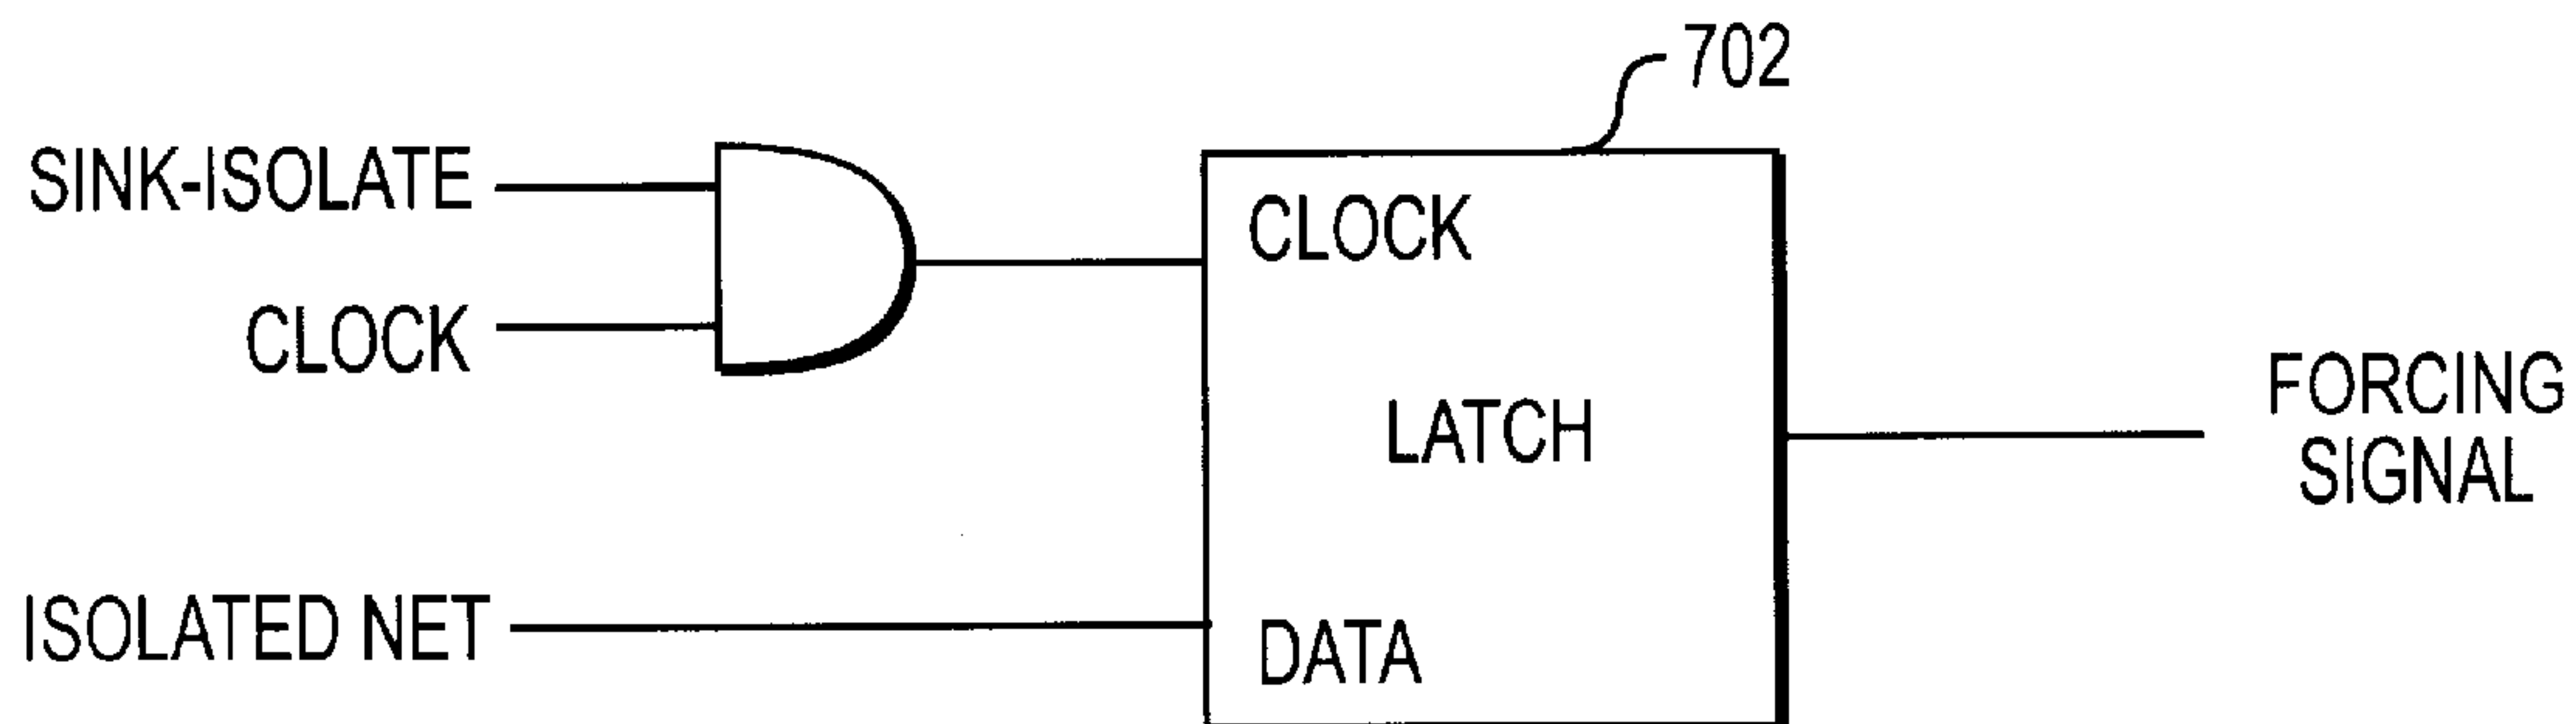 702
SINK-ISOLATE
CLOCK
CLOCK
LATCH
FORCING
SIGNAL
ISOLATED NET
DATA